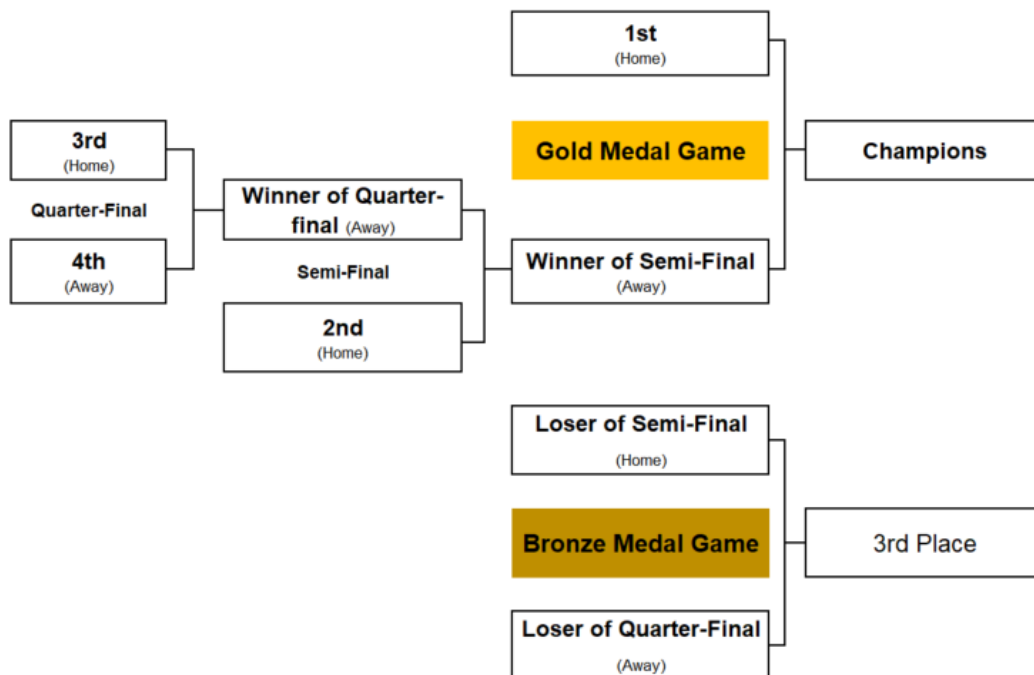 1st
(Home)
3rd
(Home)
Gold Medal Game
Champions
Quarter-Final
Winner of Quarter-
final (Away)
4th
(Away)
Semi-Final
Winner of Semi-Final
(Away)
2nd
(Home)
Loser of Semi-Final
(Home)
Bronze Medal Game
3rd Place
Loser of Quarter-Final
(Away)